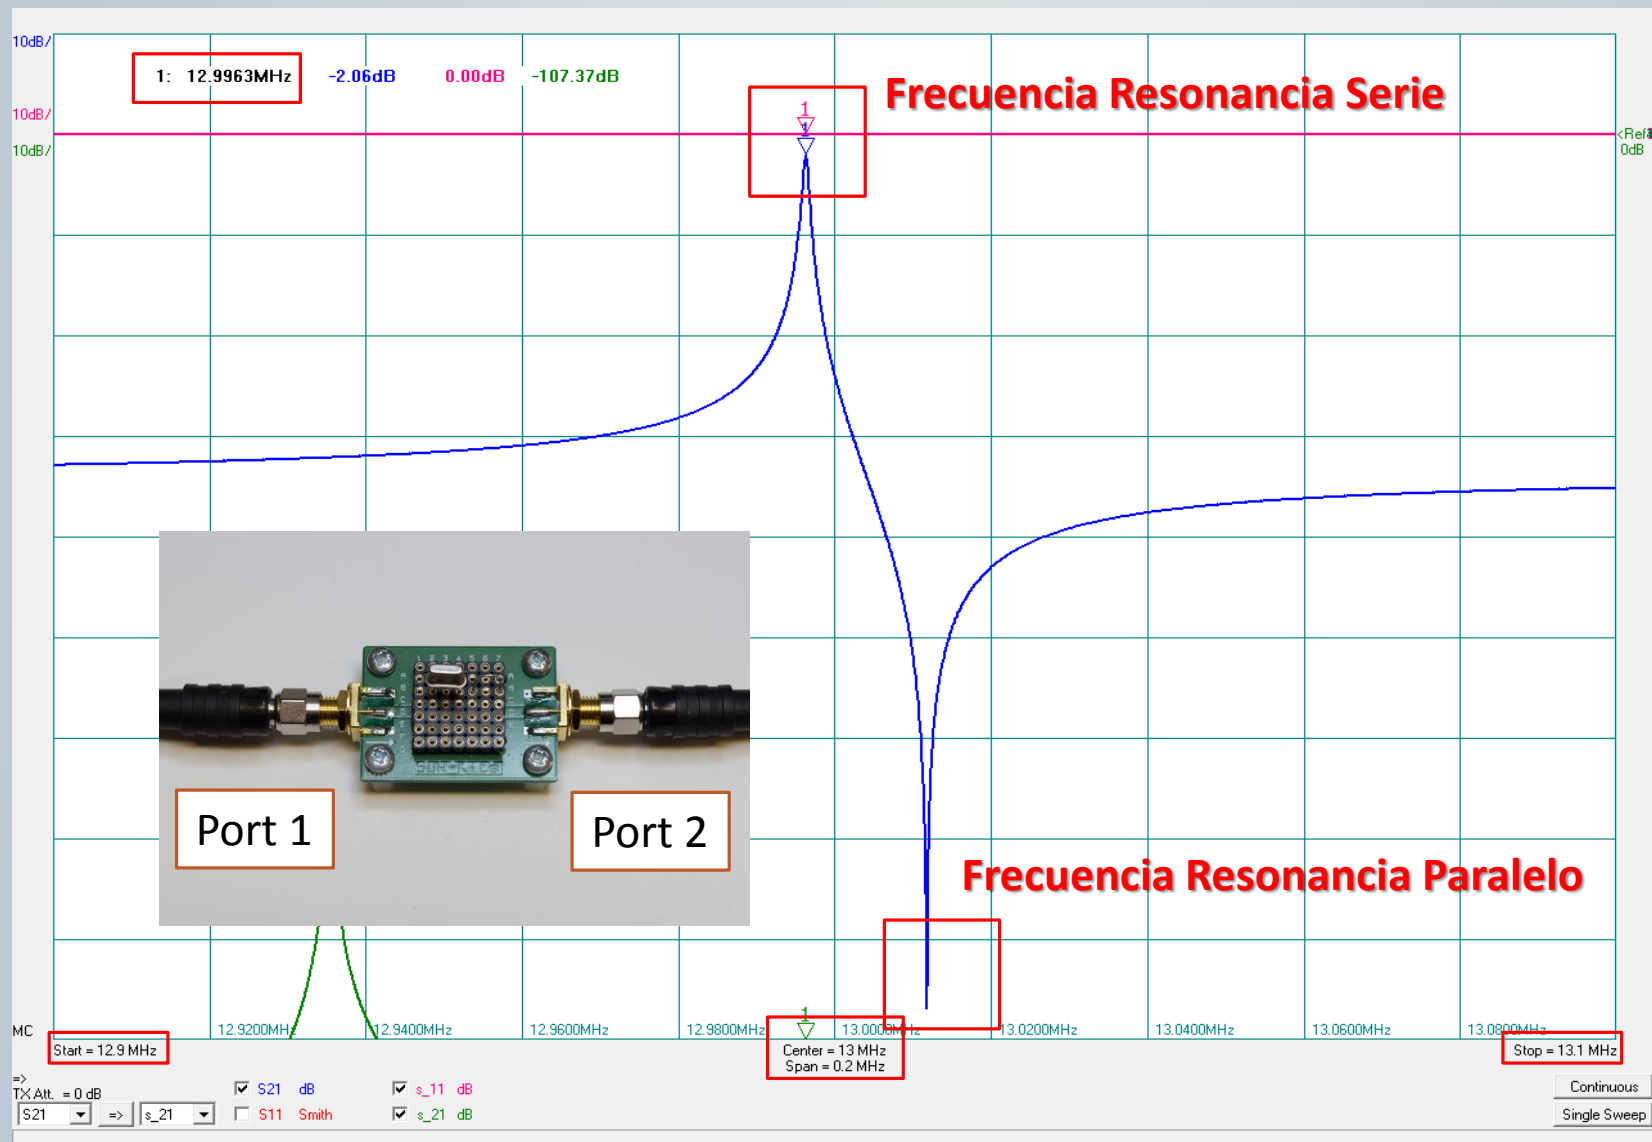 10dB/
1: 12.9963MHz -2.06dB 0.00dB -107.37dB
Frecuencia Resonancia Serie
10dB/
1
1
<Ref
0dB
10dB/
Port 1
Port 2
Frecuencia Resonancia Paralelo
1
MC
12.9200MHz 12.9400MHz 12.9600MHz 12.9800MHz 13.0000MHz 13.0200MHz 13.0400MHz 13.0600MHz 13.0800MHz
Start = 12.9 MHz
Center = 13 MHz
Span = 0.2 MHz
Stop = 13.1 MHz
=>
TX Att. = 0 dB
S21 dB
s_11 dB
Continuous
S21 => s_21
S11 Smith
s_21 dB
Single Sweep